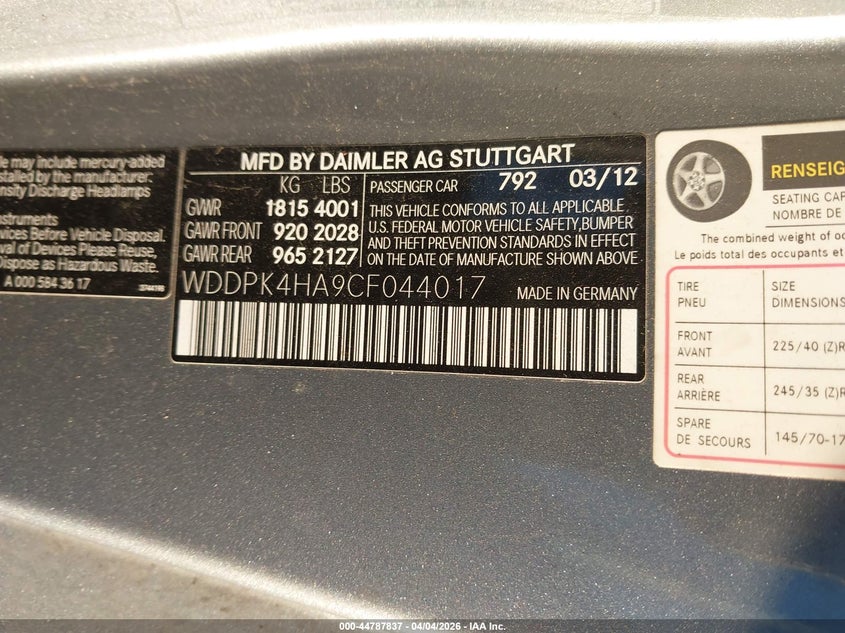 le may include mercury-added
stalled by the manufacturer:
nsity Discharge Headlamps
nstruments
vices Before Vehicle Disposal.
val of Devices Please Reuse,
Dispose as Hazardous Waste.
A 000 584 36 17
MFD BY DAIMLER AG STUTTGART
KG LBS
GWR 1815 4001
GAWR FRONT 920 2028
GAWR REAR 965 2127
PASSENGER CAR 792 03/12
THIS VEHICLE CONFORMS TO ALL APPLICABLE
U.S. FEDERAL MOTOR VEHICLE SAFETY,BUMPER
AND THEFT PREVENTION STANDARDS IN EFFECT
ON THE DATE OF MANUFACTURE SHOWN ABOVE.
WDDPK4HA9CF044017 MADE IN GERMANY
RENSEIG
SEATING CAP
NOMBRE DE
The combined weight of oc
Le poids total des occupants et
TIRE SIZE
PNEU DIMENSIONS
FRONT
AVANT 225/40 (Z)R
REAR
ARRIÈRE 245/35 (Z)R
SPARE
DE SECOURS 145/70-17
000-44787837 - 04/04/2026 - IAA Inc.